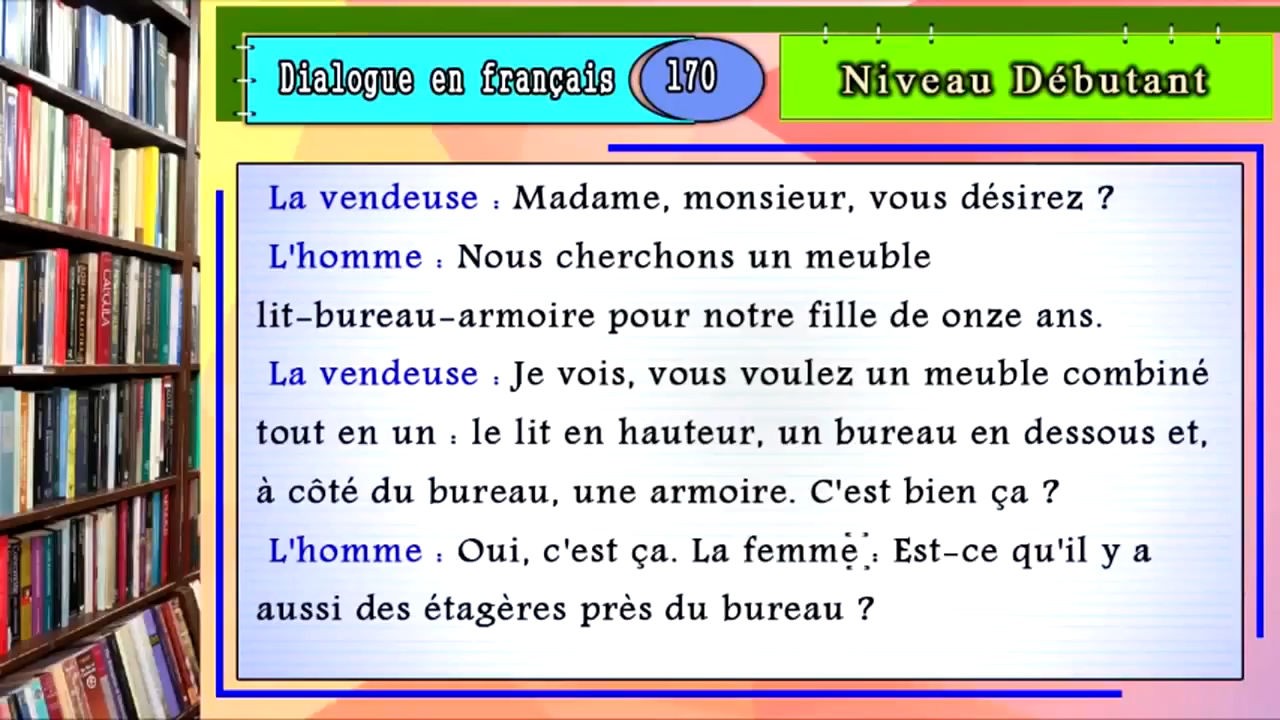 Dialogue en français 170
Niveau Débutant
La vendeuse : Madame, monsieur, vous désirez ?
L'homme : Nous cherchons un meuble
lit-bureau-armoire pour notre fille de onze ans.
La vendeuse : Je vois, vous voulez un meuble combiné
tout en un : le lit en hauteur, un bureau en dessous et,
à côté du bureau, une armoire. C'est bien ça ?
L'homme : Oui, c'est ça. La femme : Est-ce qu'il y a
aussi des étagères près du bureau ?
CALIGULA